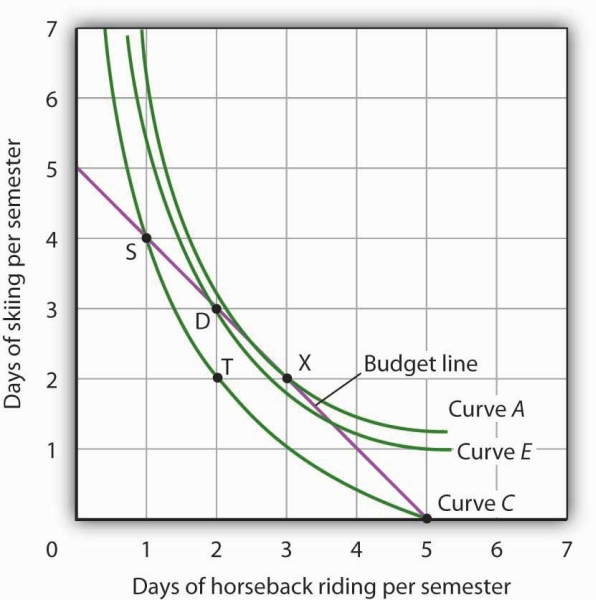 7
6
5
4
3
2
1
0
1
2
3
4
5
6
7
Days of skiing per semester
S
D
T
X
Budget line
Curve A
Curve E
Curve C
Days of horseback riding per semester